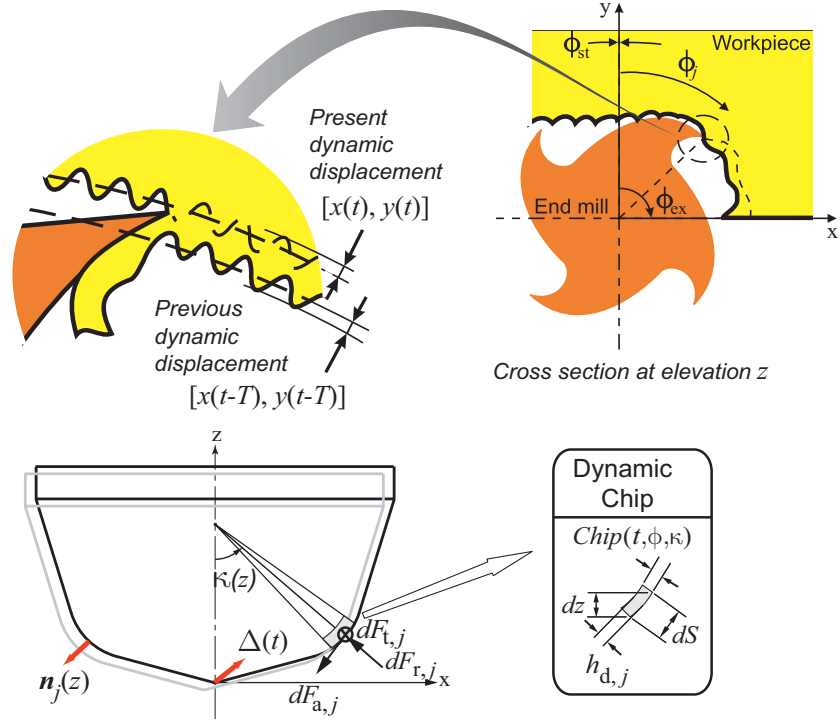 y
ϕst
Workpiece
ϕj
Present
dynamic
displacement
[x(t), y(t)]
End mill
ϕex
x
Previous
dynamic
displacement
[x(t-T), y(t-T)]
Cross section at elevation z
z
κ(z)
Δ(t)
nj(z)
dFt, j
dFr, j
dFa, j
x
Dynamic
Chip
Chip(t,ϕ,κ)
dz
dS
hd, j